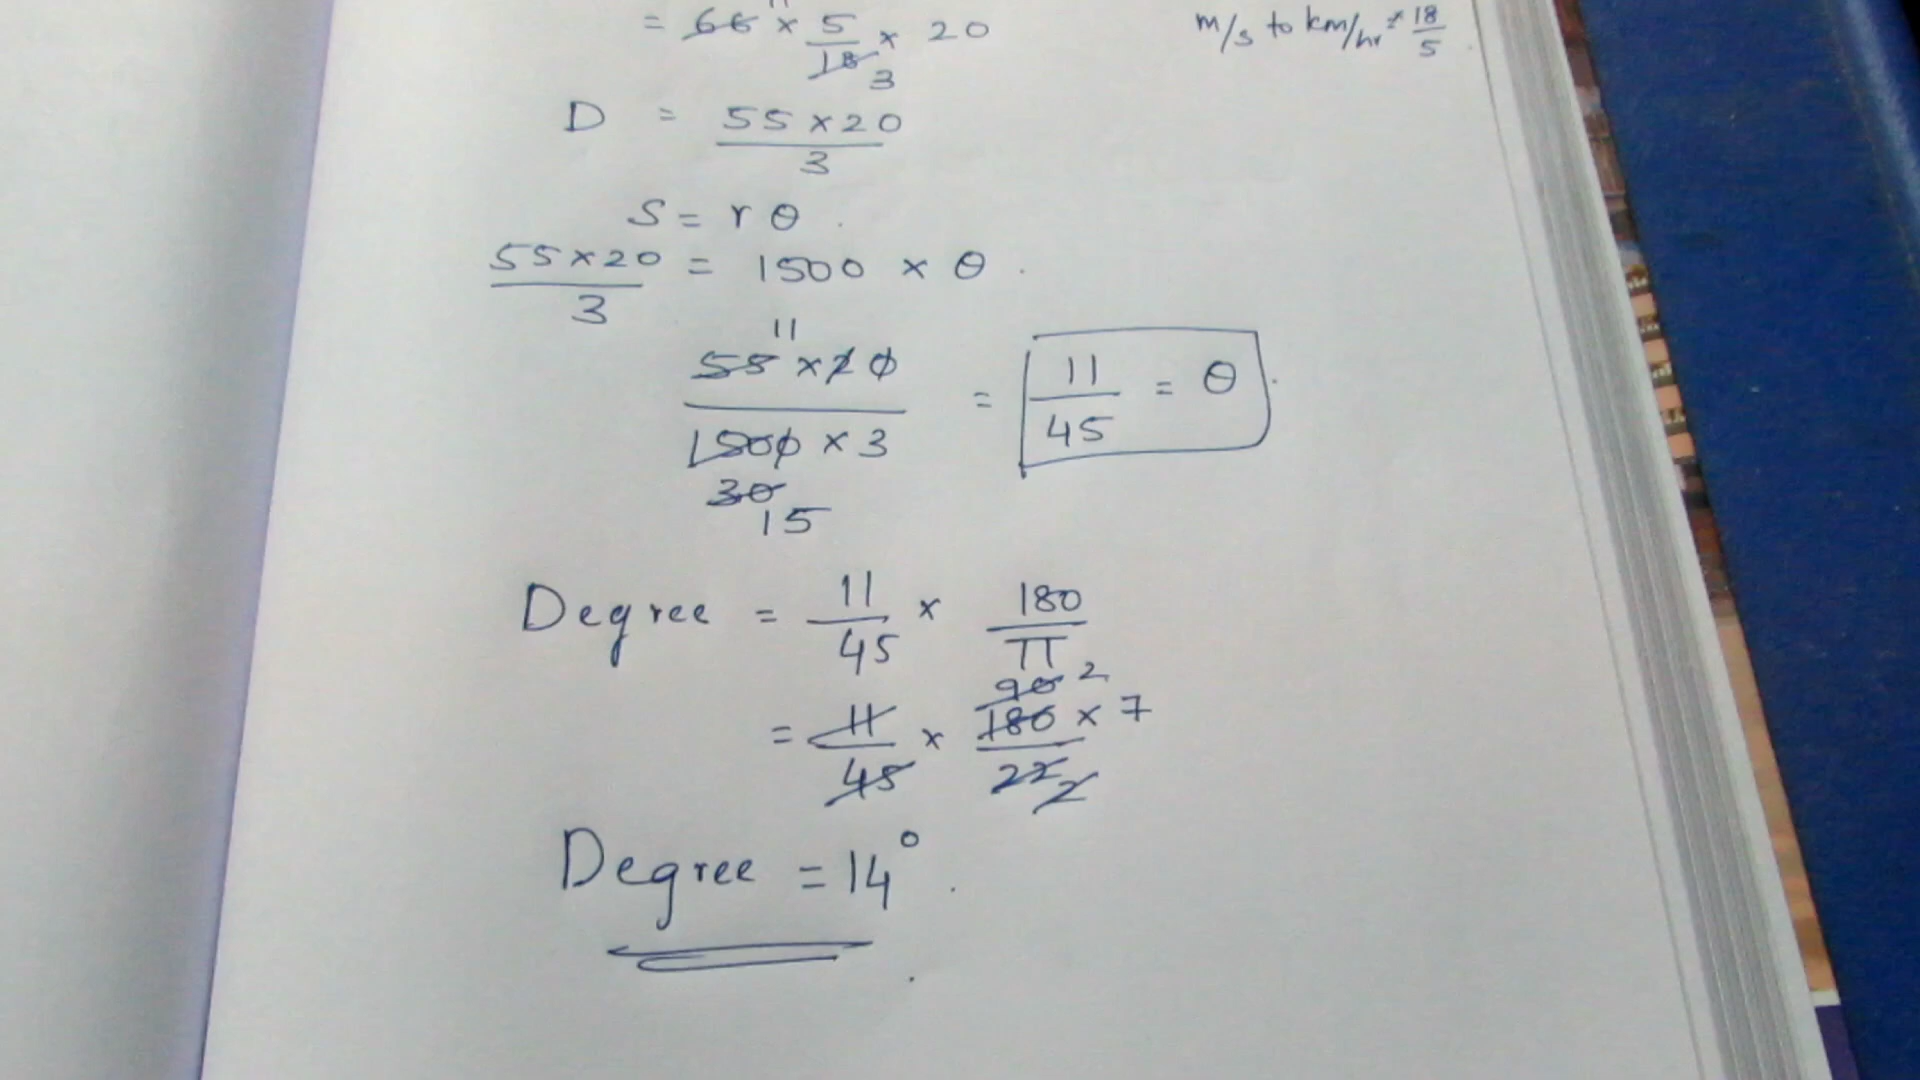 11
= 66 × 5/18 × 20
3
m/s to km/hr = 18/5
D = 55 × 20 / 3
S = r θ
55 × 20 / 3 = 1500 × θ
11
55 × 20 / 1500 × 3 = 11/45 = θ
30
15
Degree = 11/45 × 180/π
90 2
= 11/45 × 180 × 7 / 22
2
Degree = 14°